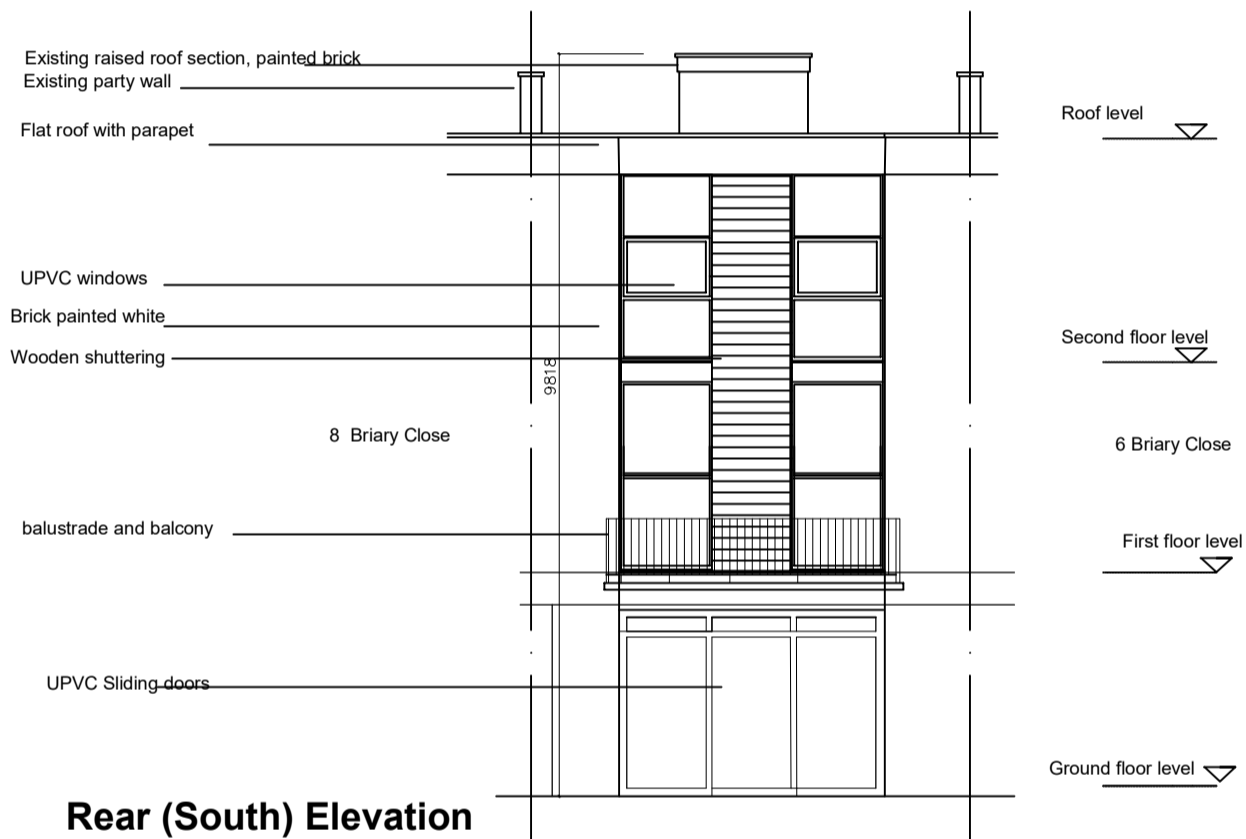 Existing raised roof section, painted brick
Existing party wall
Flat roof with parapet
Roof level
UPVC windows
Brick painted white
Wooden shuttering
Second floor level
9818
8 Briary Close
6 Briary Close
balustrade and balcony
First floor level
UPVC Sliding doors
Ground floor level
Rear (South) Elevation